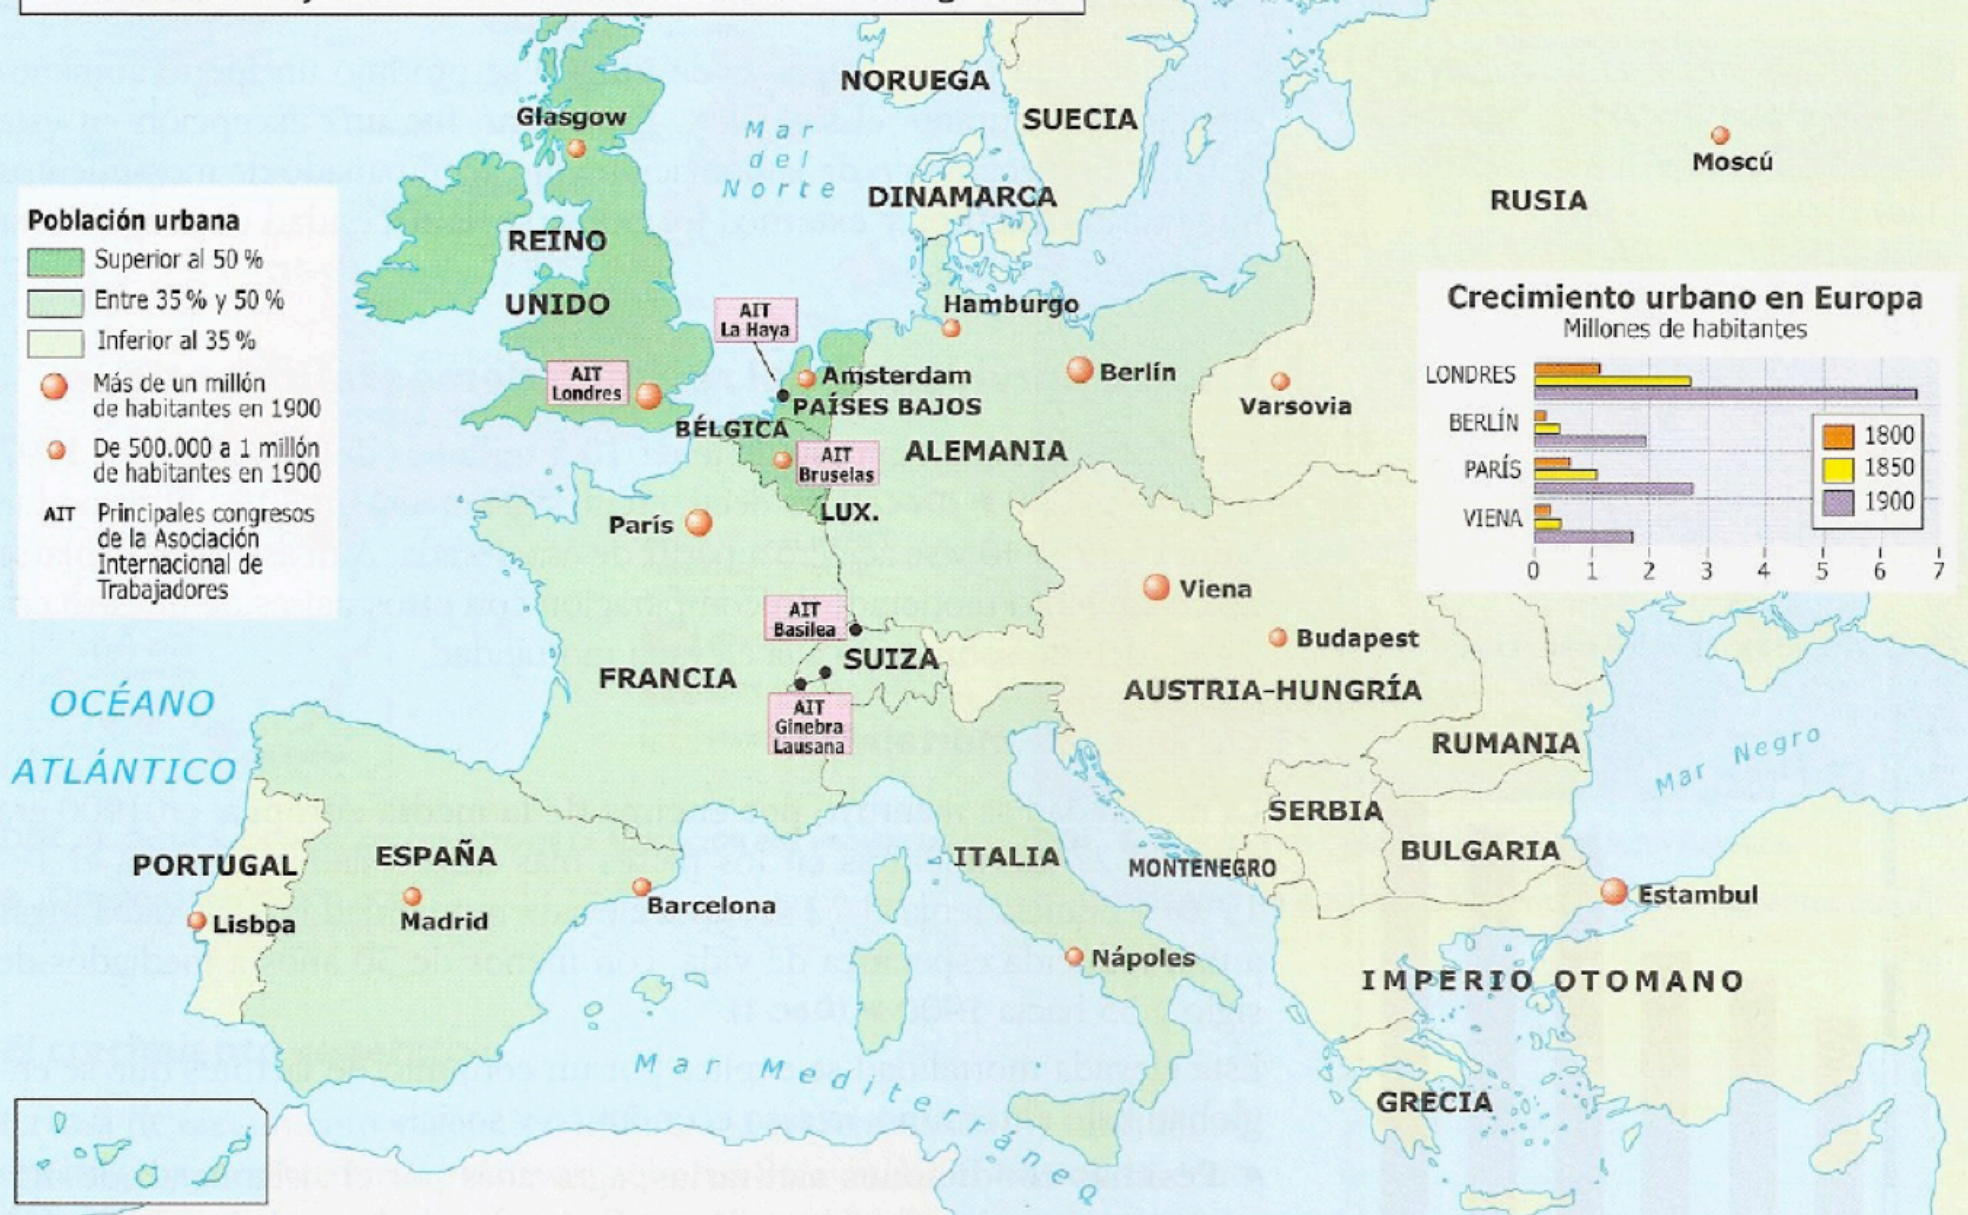 NORUEGA
SUECIA
Glasgow
Mar
del
Norte
Moscú
DINAMARCA
RUSIA
Población urbana
Superior al 50 %
Entre 35 % y 50 %
Inferior al 35 %
Más de un millón
de habitantes en 1900
De 500.000 a 1 millón
de habitantes en 1900
AIT Principales congresos
de la Asociación
Internacional de
Trabajadores
REINO
UNIDO
AIT
La Haya
Hamburgo
AIT
Londres
Amsterdam
Berlín
PAÍSES BAJOS
Varsovia
BÉLGICA
ALEMANIA
AIT
Bruselas
LUX.
París
Crecimiento urbano en Europa
Millones de habitantes
LONDRES
BERLÍN
PARÍS
VIENA
1800
1850
1900
0 1 2 3 4 5 6 7
Viena
AIT
Basilea
Budapest
SUIZA
FRANCIA
AUSTRIA-HUNGRÍA
AIT
Ginebra
Lausana
OCÉANO
ATLÁNTICO
RUMANIA
Mar Negro
SERBIA
PORTUGAL
ESPAÑA
ITALIA
MONTENEGRO
BULGARIA
Lisboa
Madrid
Barcelona
Estambul
Nápoles
IMPERIO OTOMANO
Mar Mediterráneo
GRECIA